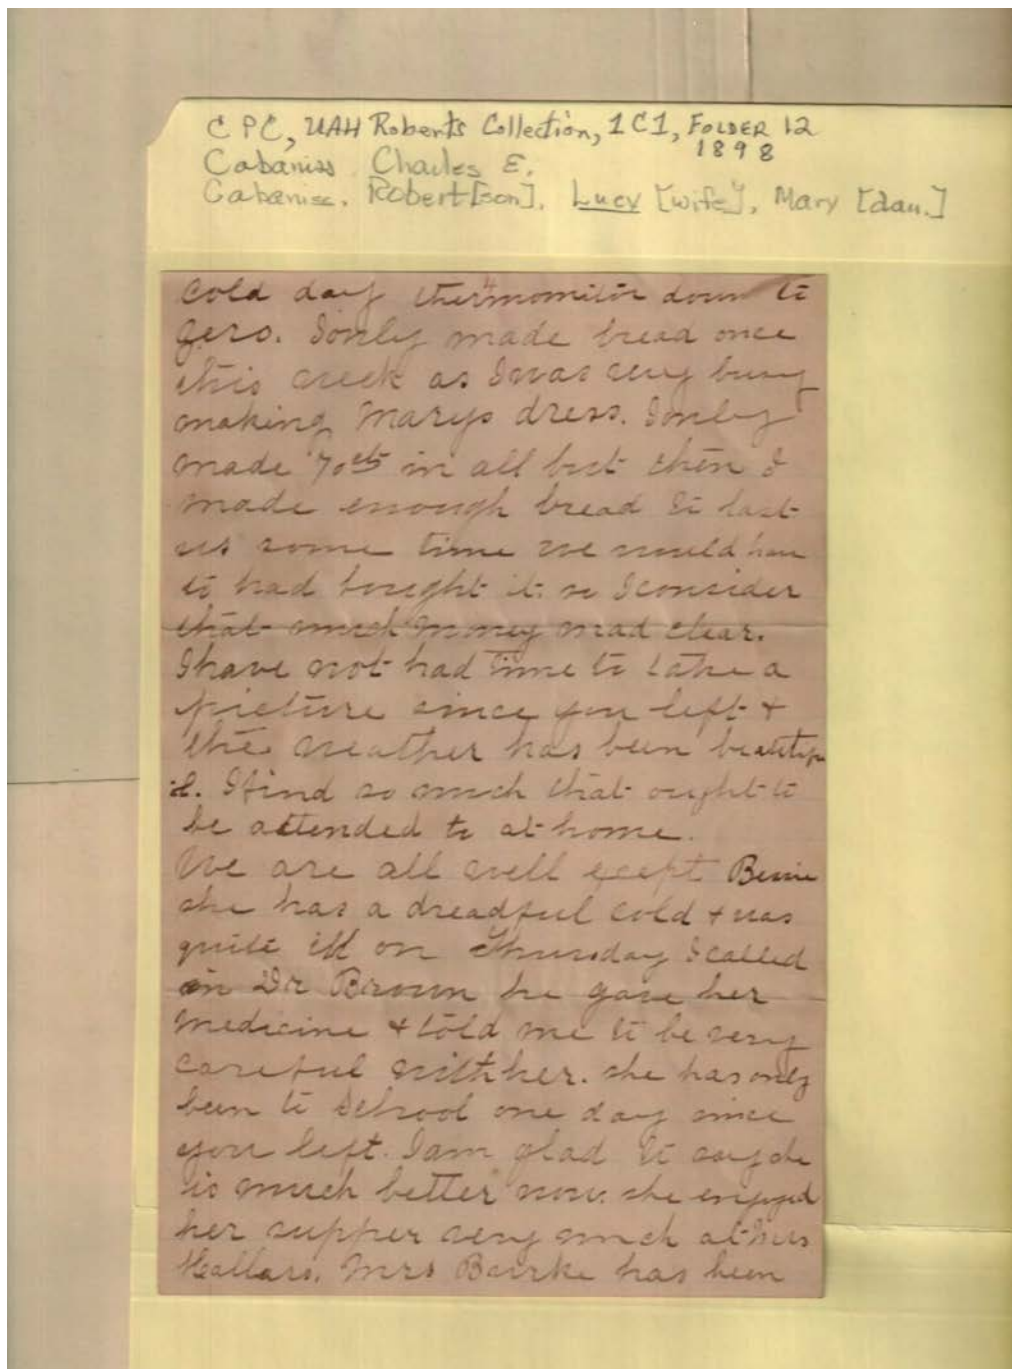 C P C, UAH Roberts Collection, 1C1, FOLDER 12
1898
Cabaniss Charles E.
Cabaniss, Robert [son], Lucy [wife], Mary [dau.]
4
cold day thermomitir down to
zero. I only made bread once
this week as I was very busy
making Marys dress. I only
made 70cts in all but then I
made enough bread to last
us some time we would have
to had bought it. so I consider
that much money mad clear.
I have not had time to take a
picture since you left +
the weather has been beautifu
l. I find so much that ought to
be attended to at home.
We are all well except
she has a dreadful cold + was
quite ill on Thursday I called
in Dr Brown he gave her
medicine + told me to be very
careful with her. she has only
been to school one day since
you left. I am glad to say she
is much better now. she enjoyed
her supper very much at Mrs
Mrs Bourke has been